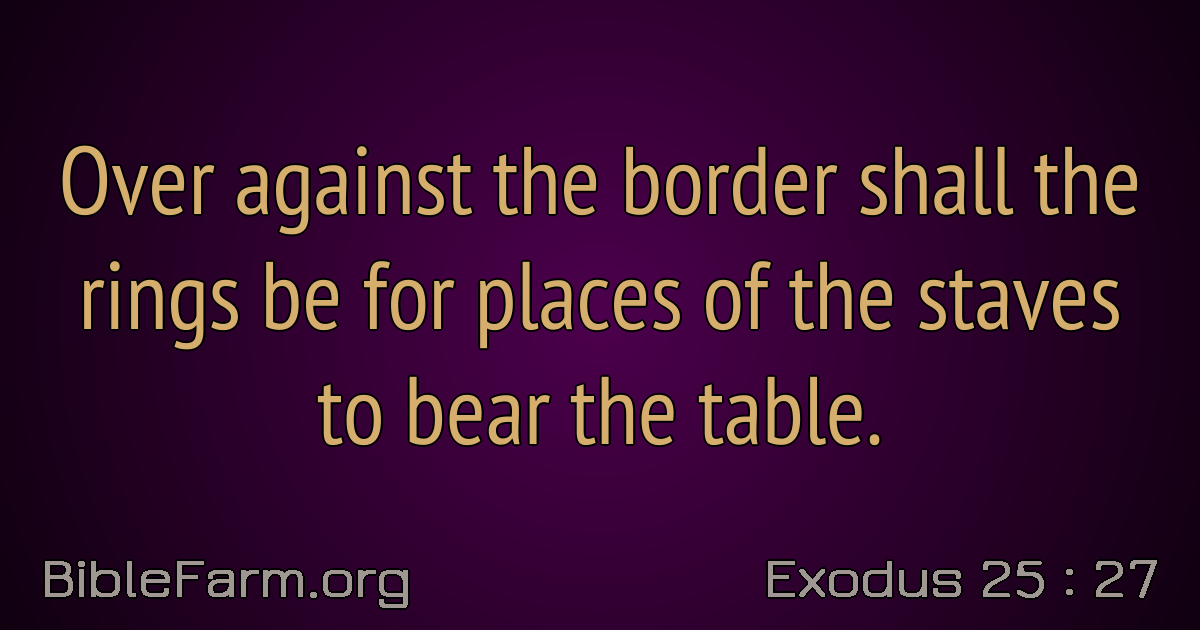 Over against the border shall the
rings be for places of the staves
to bear the table.
BibleFarm.org
Exodus 25 : 27